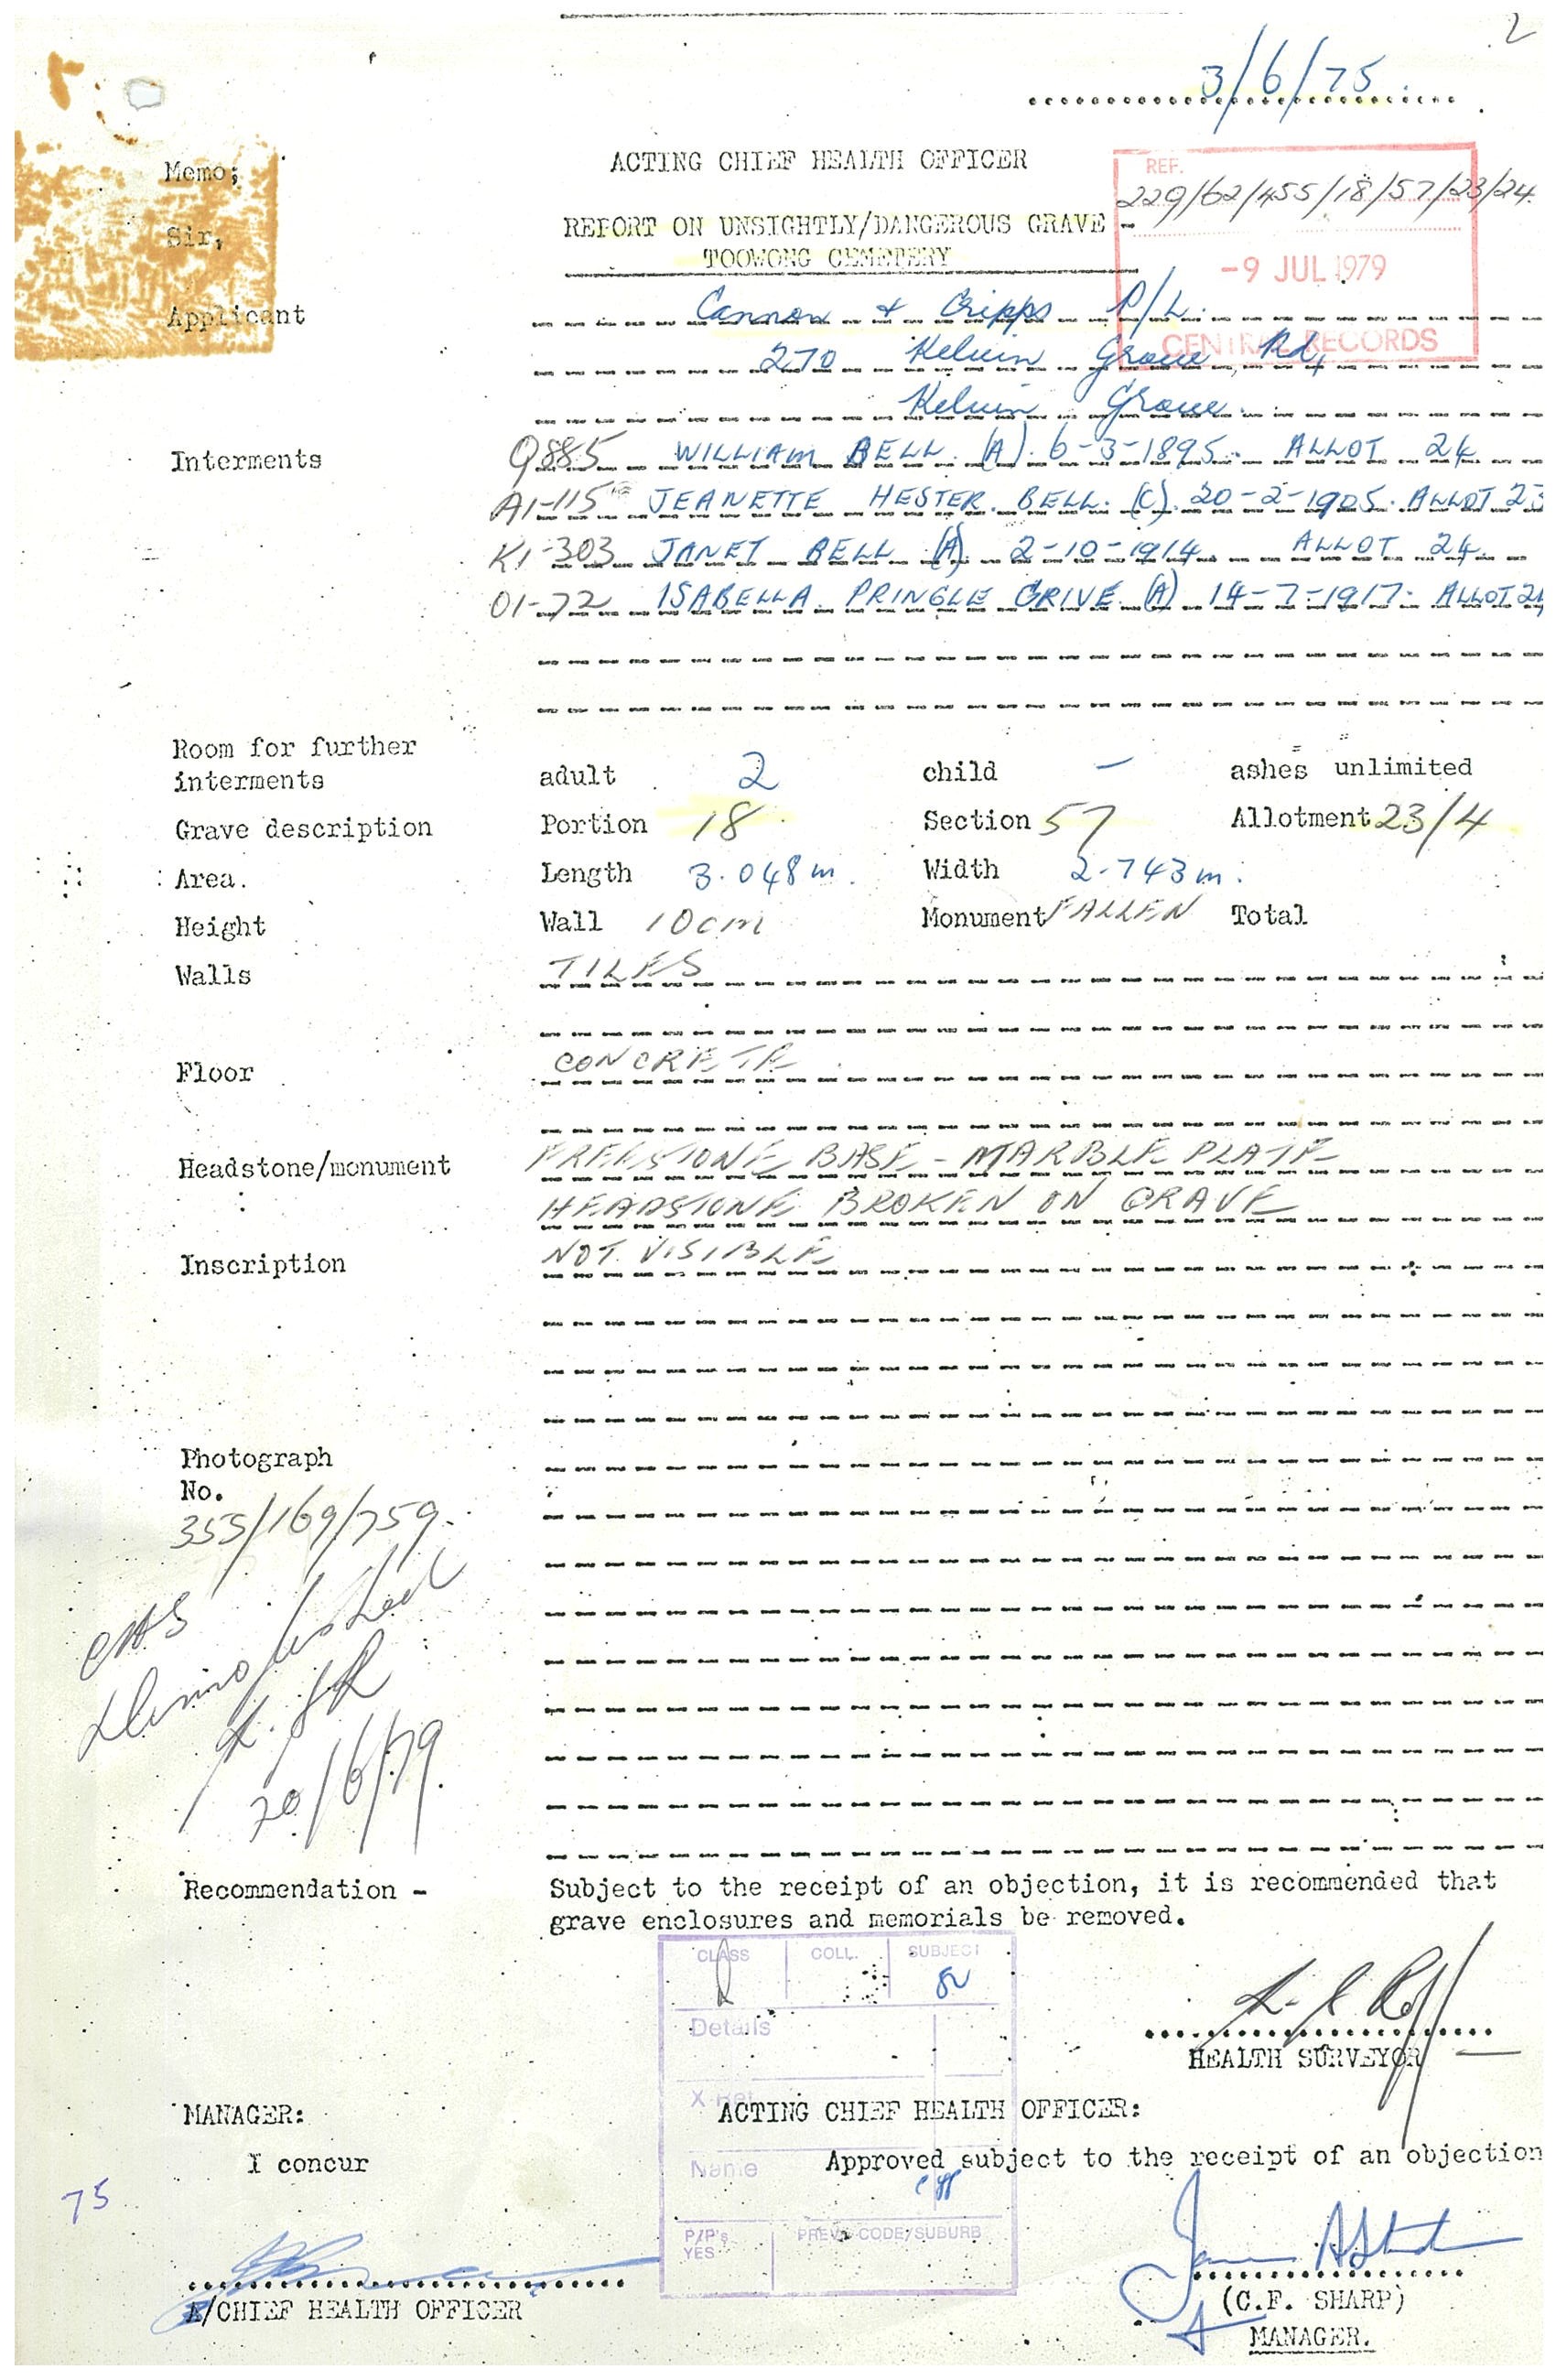 2
3/6/75.
ACTING CHIEF HEALTH OFFICER
Memo;
REF.
229/62/455/18/57/23/24.
REPORT ON UNSIGHTLY/DANGEROUS GRAVE -
Sir,
TOOWONG CEMETERY
-9 JUL 1979
CENTRAL RECORDS
Applicant Cannon & Cripps P/L.
270 Kelvin Grove Rd,
Kelvin Grove.
Interments Q885 WILLIAM BELL. (A). 6-3-1895. ALLOT 24
A1-115 JEANETTE HESTER. BELL. (C). 20-2-1905. ALLOT 23
K1-303 JANET BELL (A) 2-10-1914. ALLOT 24.
O1-72 ISABELLA PRINGLE GRIVE (A) 14-7-1917. ALLOT 24
Room for further
interments adult 2 child - ashes unlimited
Grave description Portion 18 Section 57 Allotment 23/4
Area. Length 3.048m. Width 2.743m.
Height Wall 10cm Monument FALLEN Total
Walls TILES
Floor CONCRETE
Headstone/monument FREESTONE BASE - MARBLE PLATE
HEADSTONE BROKEN ON GRAVE
Inscription NOT VISIBLE
Photograph
No.
355/169/759.
20/6/79.
Recommendation - Subject to the receipt of an objection, it is recommended that
grave enclosures and memorials be removed.
CLASS COLL. SUBJECT
Details
HEALTH SURVEYOR
X Ref
MANAGER: ACTING CHIEF HEALTH OFFICER:
I concur Approved subject to the receipt of an objection
Name
75
P/P's YES PREV. CODE/SUBURB
A/CHIEF HEALTH OFFICER (C.F. SHARP)
MANAGER.